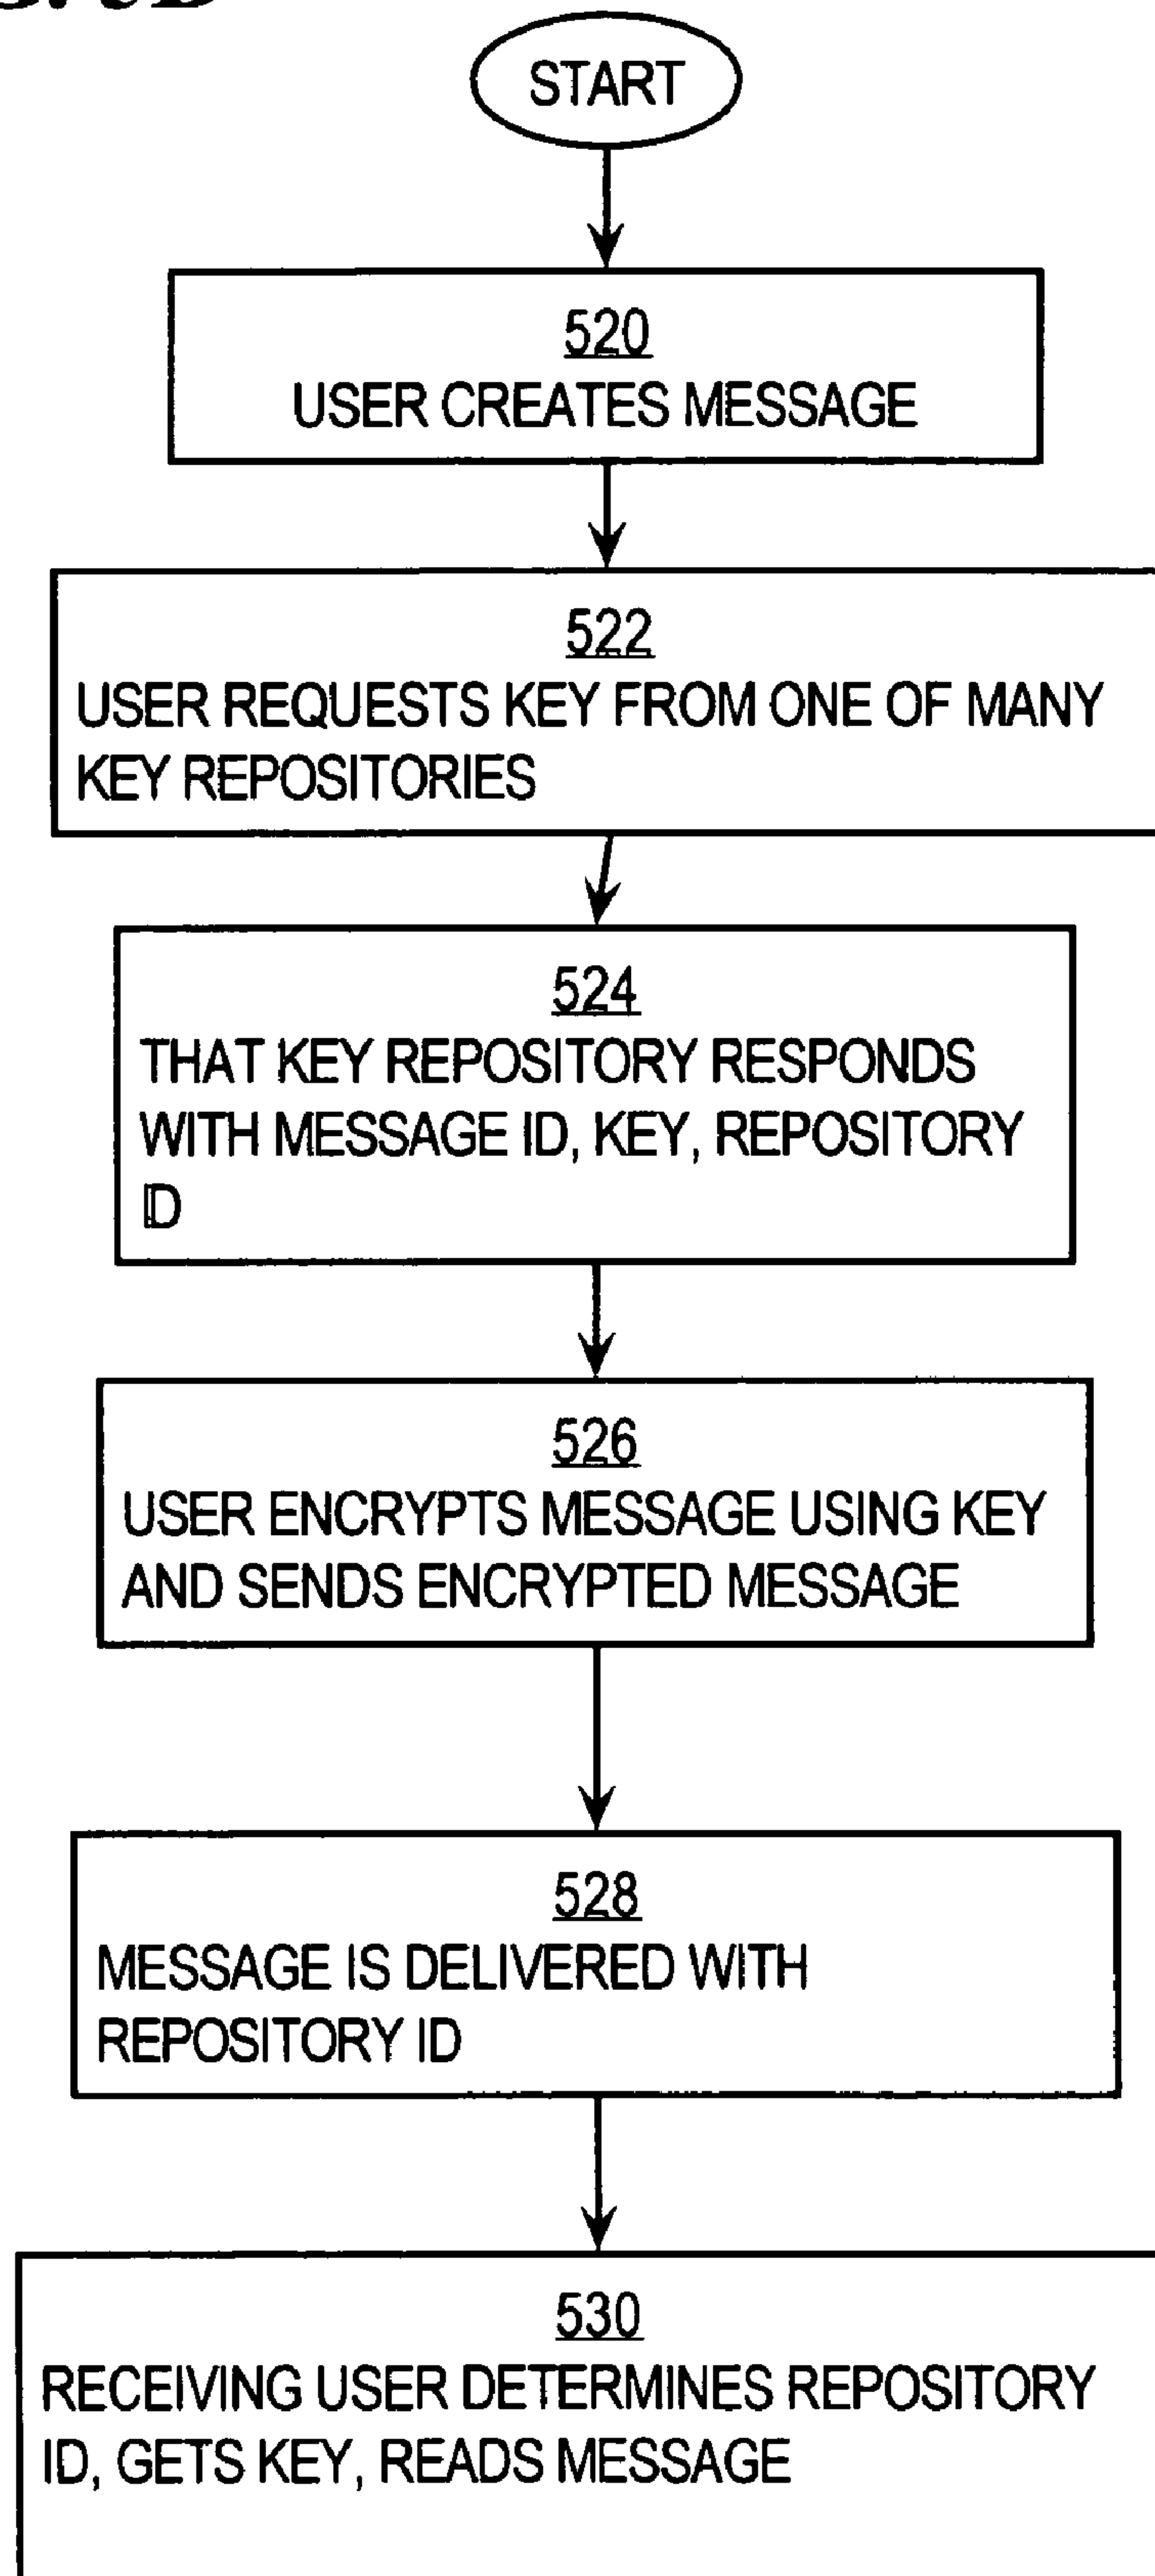 START
520
USER CREATES MESSAGE
522
USER REQUESTS KEY FROM ONE OF MANY
KEY REPOSITORIES
524
THAT KEY REPOSITORY RESPONDS
WITH MESSAGE ID, KEY, REPOSITORY
ID
526
USER ENCRYPTS MESSAGE USING KEY
AND SENDS ENCRYPTED MESSAGE
528
MESSAGE IS DELIVERED WITH
REPOSITORY ID
530
RECEIVING USER DETERMINES REPOSITORY
ID, GETS KEY, READS MESSAGE